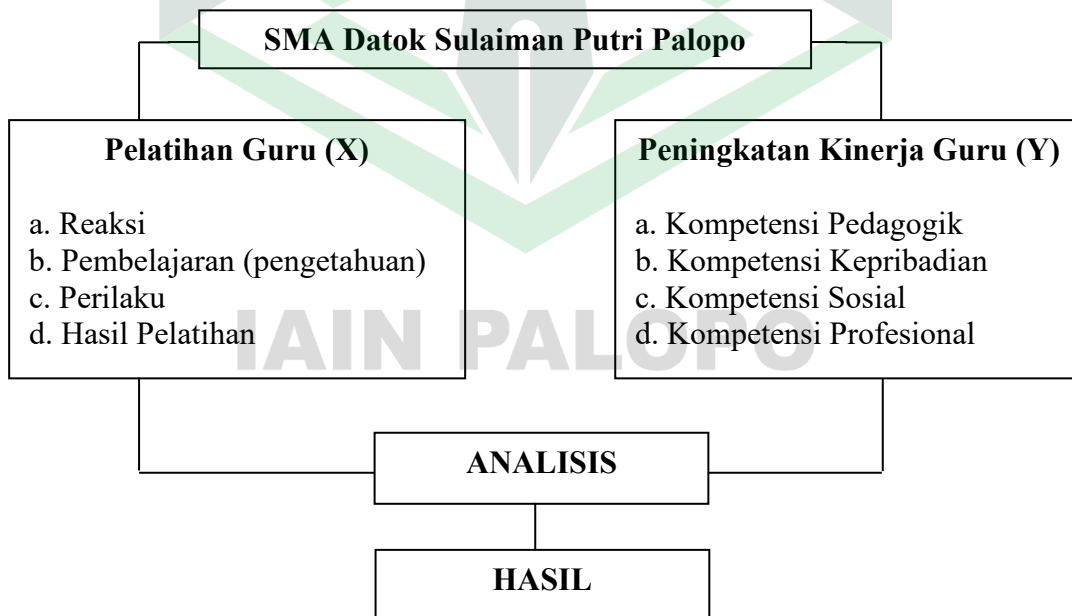 SMA Datok Sulaiman Putri Palopo
Pelatihan Guru (X)
a. Reaksi
b. Pembelajaran (pengetahuan)
c. Perilaku
d. Hasil Pelatihan
Peningkatan Kinerja Guru (Y)
a. Kompetensi Pedagogik
b. Kompetensi Kepribadian
c. Kompetensi Sosial
d. Kompetensi Profesional
IAIN PALOPO
ANALISIS
HASIL